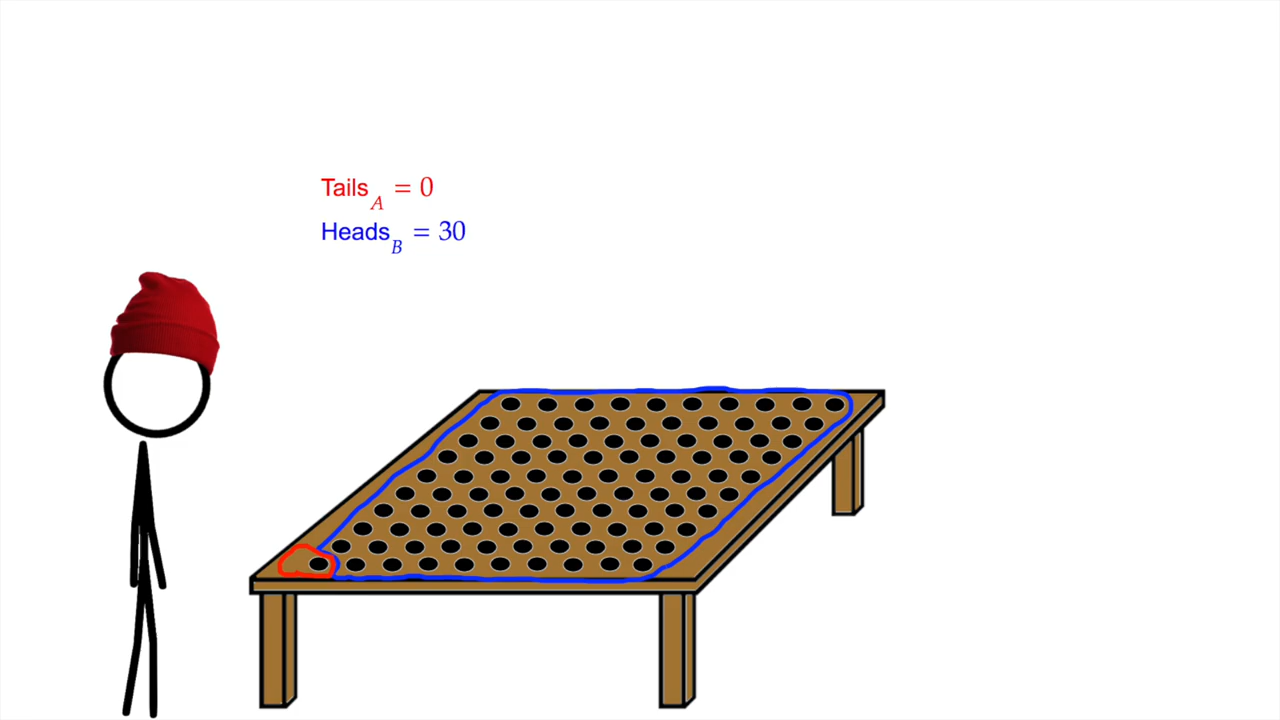 Tails_A = 0
Heads_B = 30